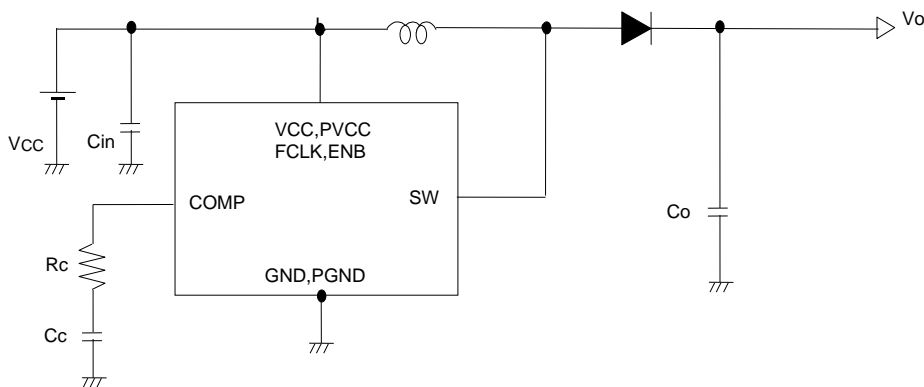 Vo
VCC
Cin
VCC,PVCC
FCLK,ENB
COMP
SW
Co
Rc
GND,PGND
Cc